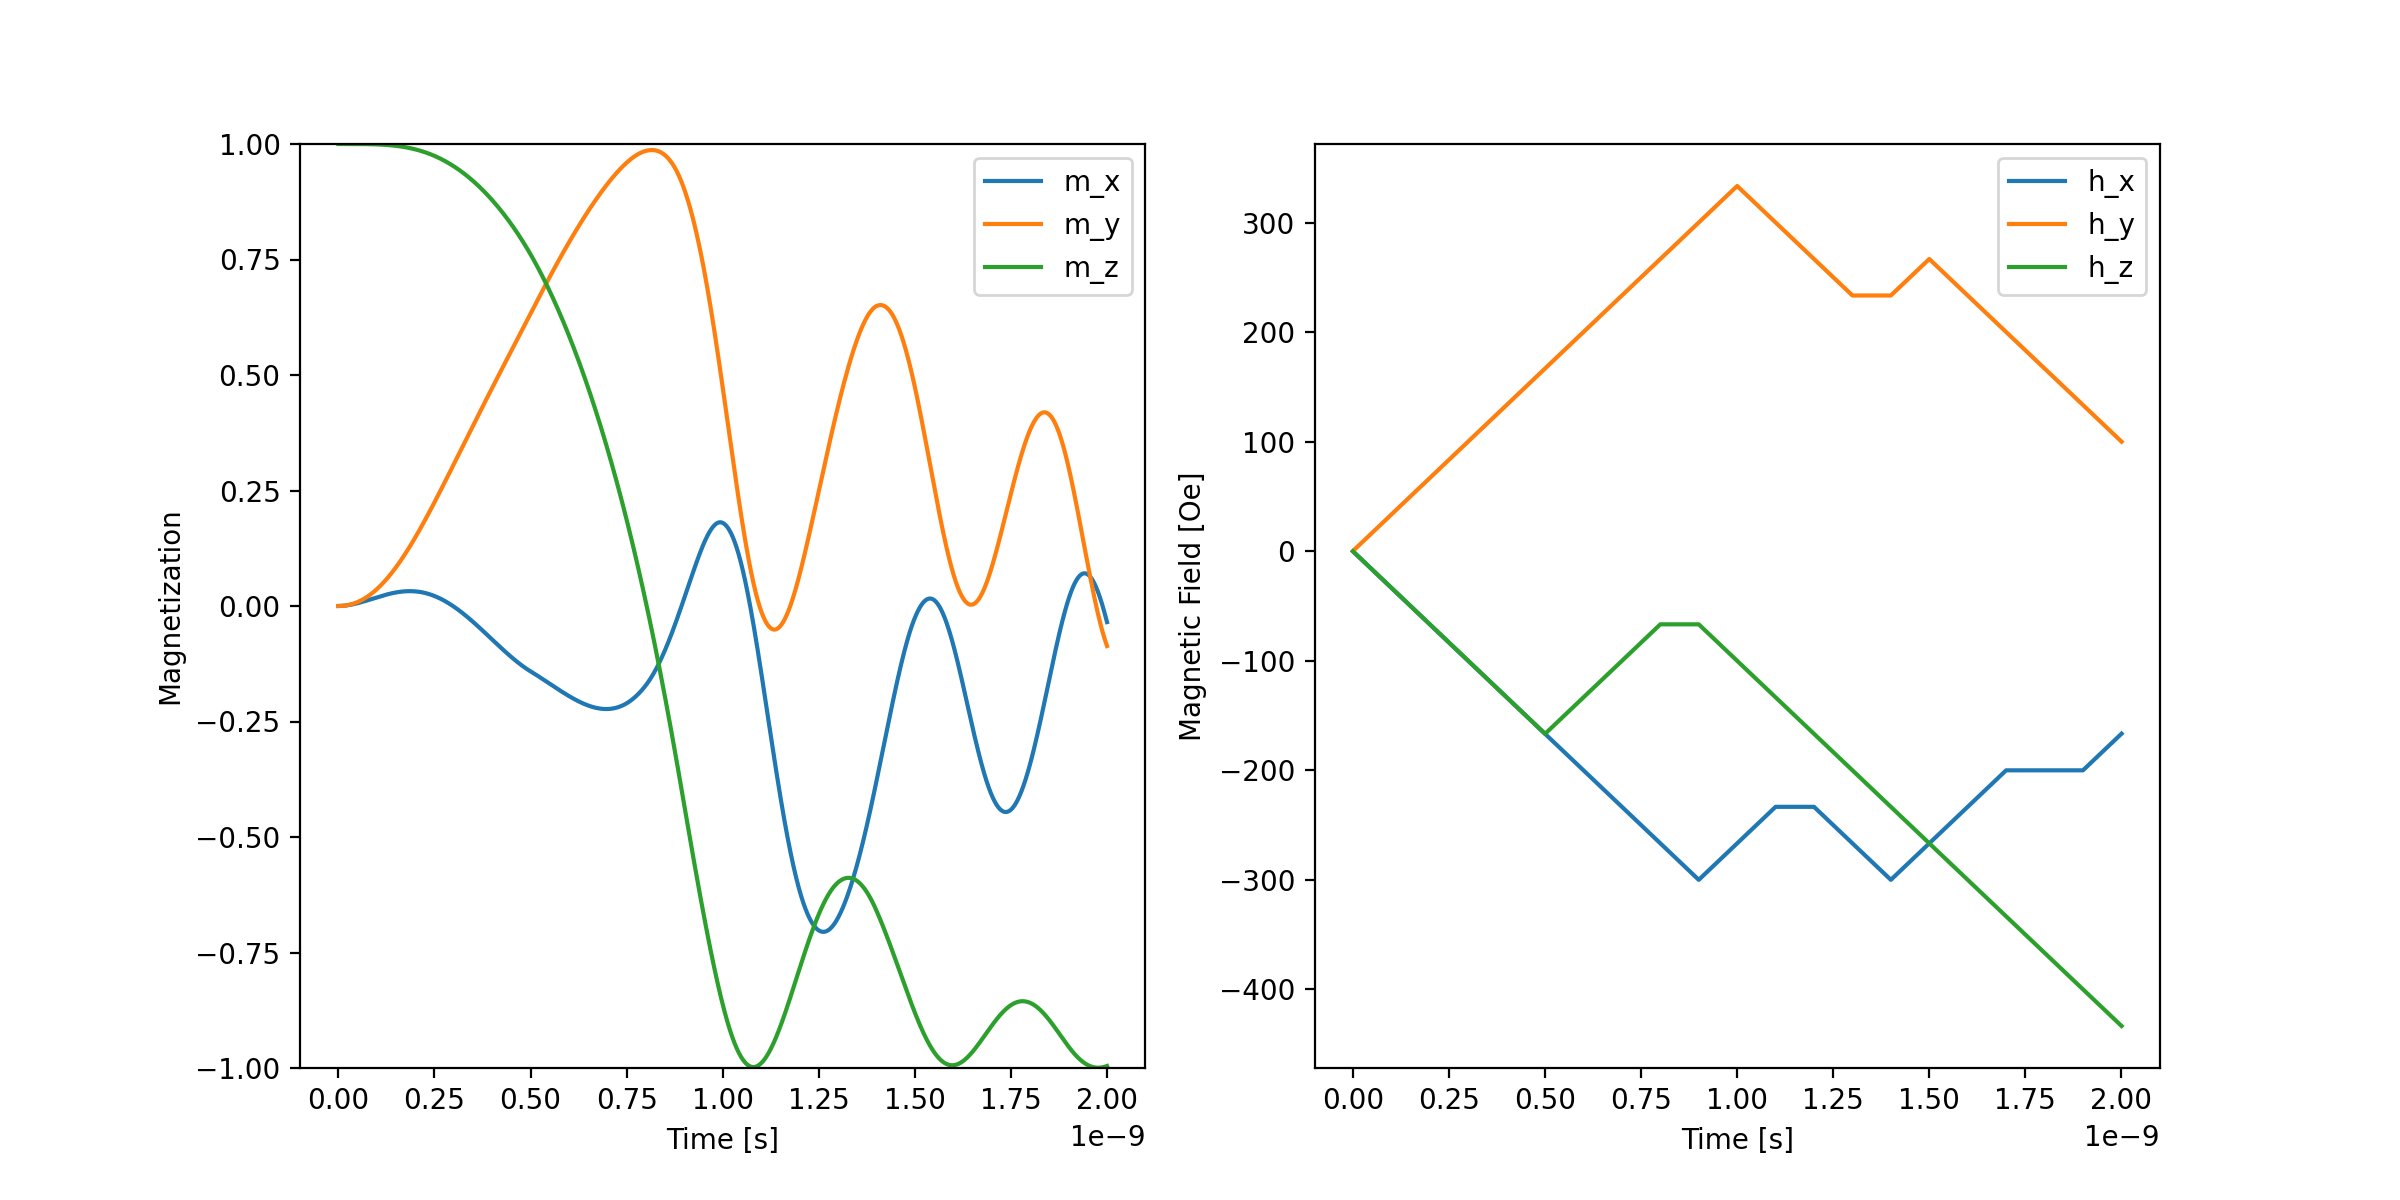 1.00
0.75
0.50
0.25
0.00
−0.25
−0.50
−0.75
−1.00
Magnetization
m_x
m_y
m_z
0.00 0.25 0.50 0.75 1.00 1.25 1.50 1.75 2.00
Time [s]
1e−9
300
200
100
0
−100
−200
−300
−400
Magnetic Field [Oe]
h_x
h_y
h_z
0.00 0.25 0.50 0.75 1.00 1.25 1.50 1.75 2.00
Time [s]
1e−9